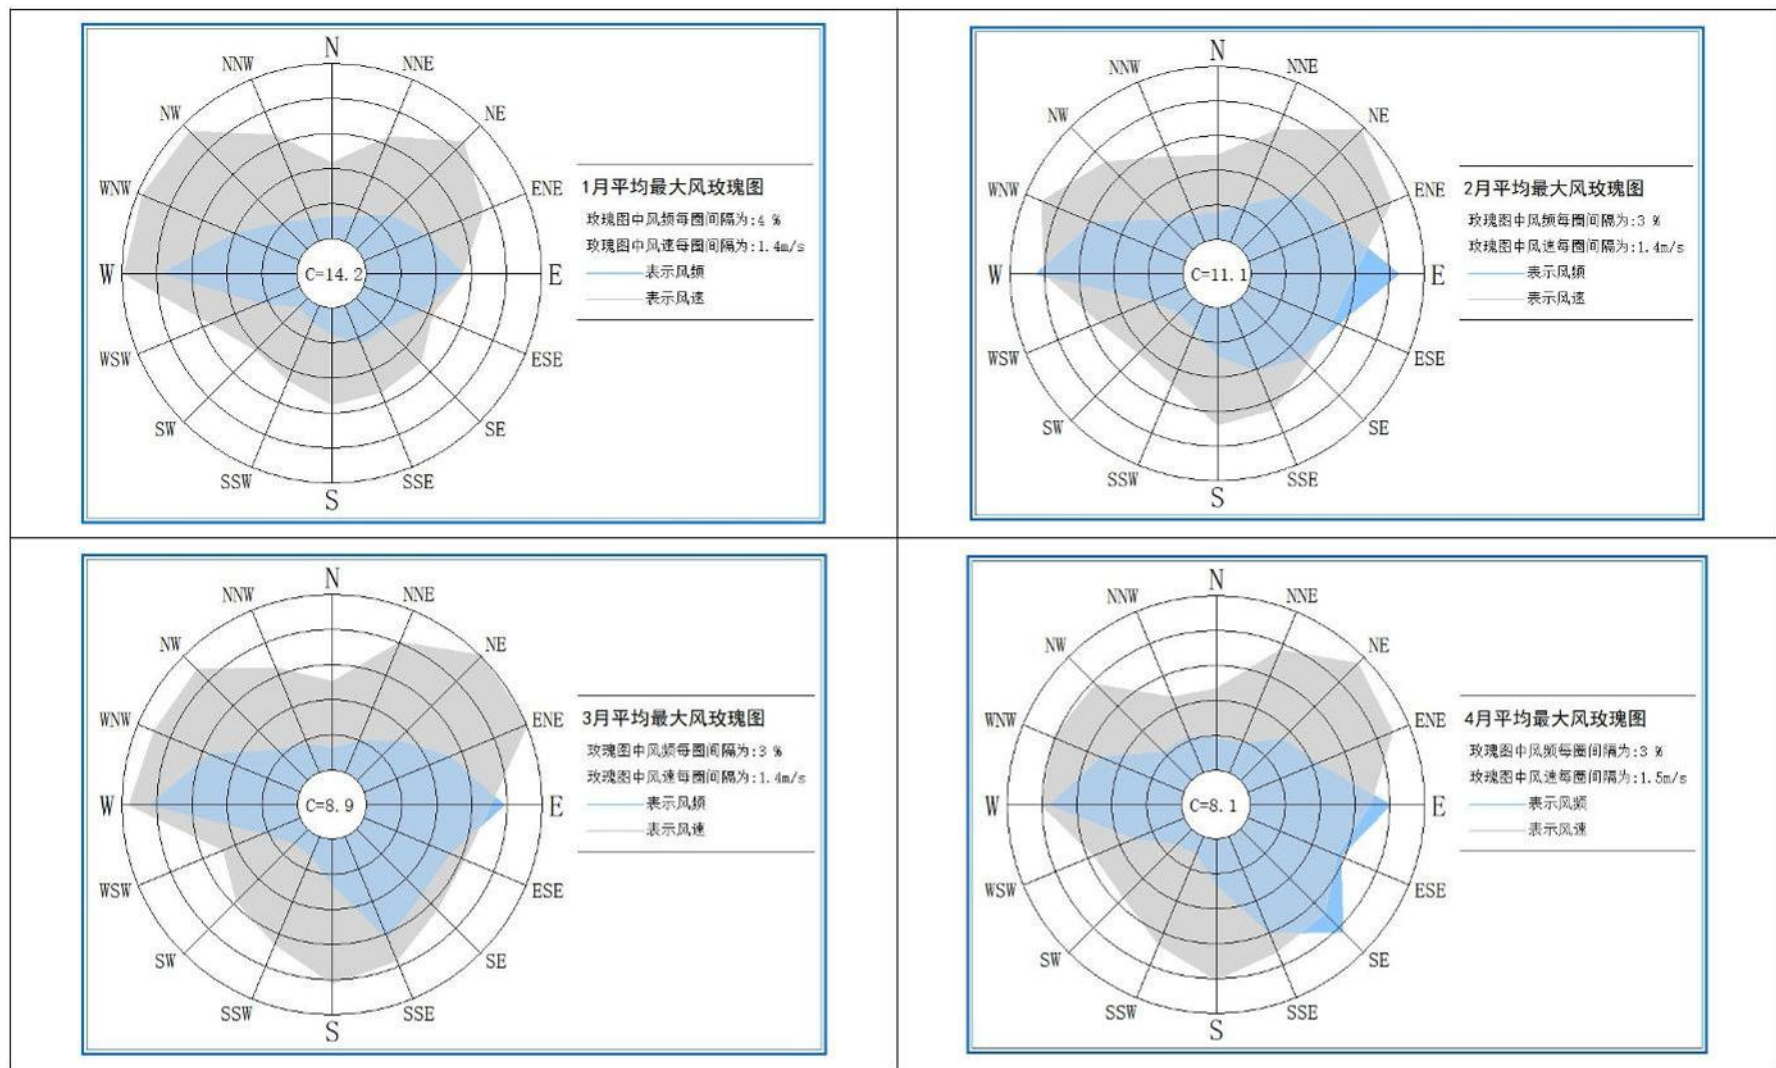 N
NNW
NNE
NW
NE
WNW
ENE
W
C=14.2
E
WSW
ESE
SW
SE
SSW
SSE
S
1月平均最大风玫瑰图
玫瑰图中风频每圈间隔为:4 %
玫瑰图中风速每圈间隔为:1.4m/s
表示风频
表示风速
N
NNW
NNE
NW
NE
WNW
ENE
W
C=11.1
E
WSW
ESE
SW
SE
SSW
SSE
S
2月平均最大风玫瑰图
玫瑰图中风频每圈间隔为:3 %
玫瑰图中风速每圈间隔为:1.4m/s
表示风频
表示风速
N
NNW
NNE
NW
NE
WNW
ENE
W
C=8.9
E
WSW
ESE
SW
SE
SSW
SSE
S
3月平均最大风玫瑰图
玫瑰图中风频每圈间隔为:3 %
玫瑰图中风速每圈间隔为:1.4m/s
表示风频
表示风速
N
NNW
NNE
NW
NE
WNW
ENE
W
C=8.1
E
WSW
ESE
SW
SE
SSW
SSE
S
4月平均最大风玫瑰图
玫瑰图中风频每圈间隔为:3 %
玫瑰图中风速每圈间隔为:1.5m/s
表示风频
表示风速